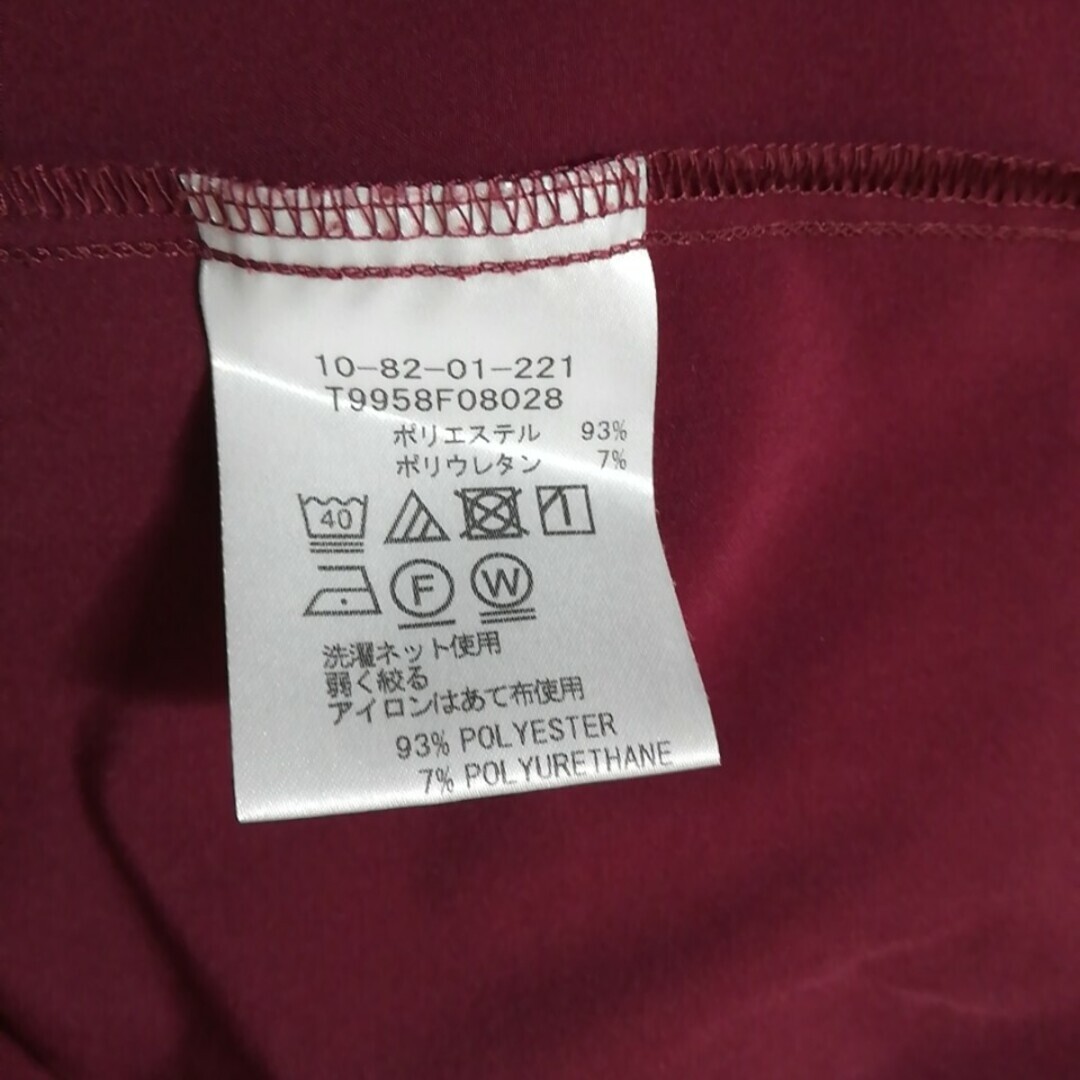 10-82-01-221
T9958F08028
ポリエステル 93%
ポリウレタン 7%
40
F W
洗濯ネット使用
弱く絞る
アイロンはあて布使用
93% POLYESTER
7% POLYURETHANE